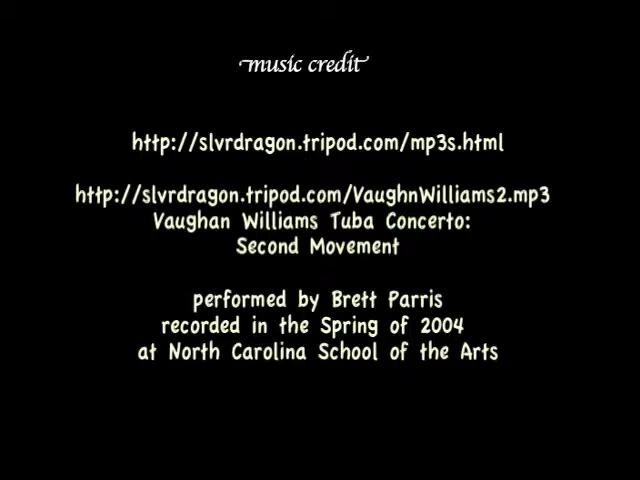 music credit
http://slvrdragon.tripod.com/mp3s.html
http://slvrdragon.tripod.com/VaughnWilliams2.mp3
Vaughan Williams Tuba Concerto:
Second Movement
performed by Brett Parris
recorded in the Spring of 2004
at North Carolina School of the Arts